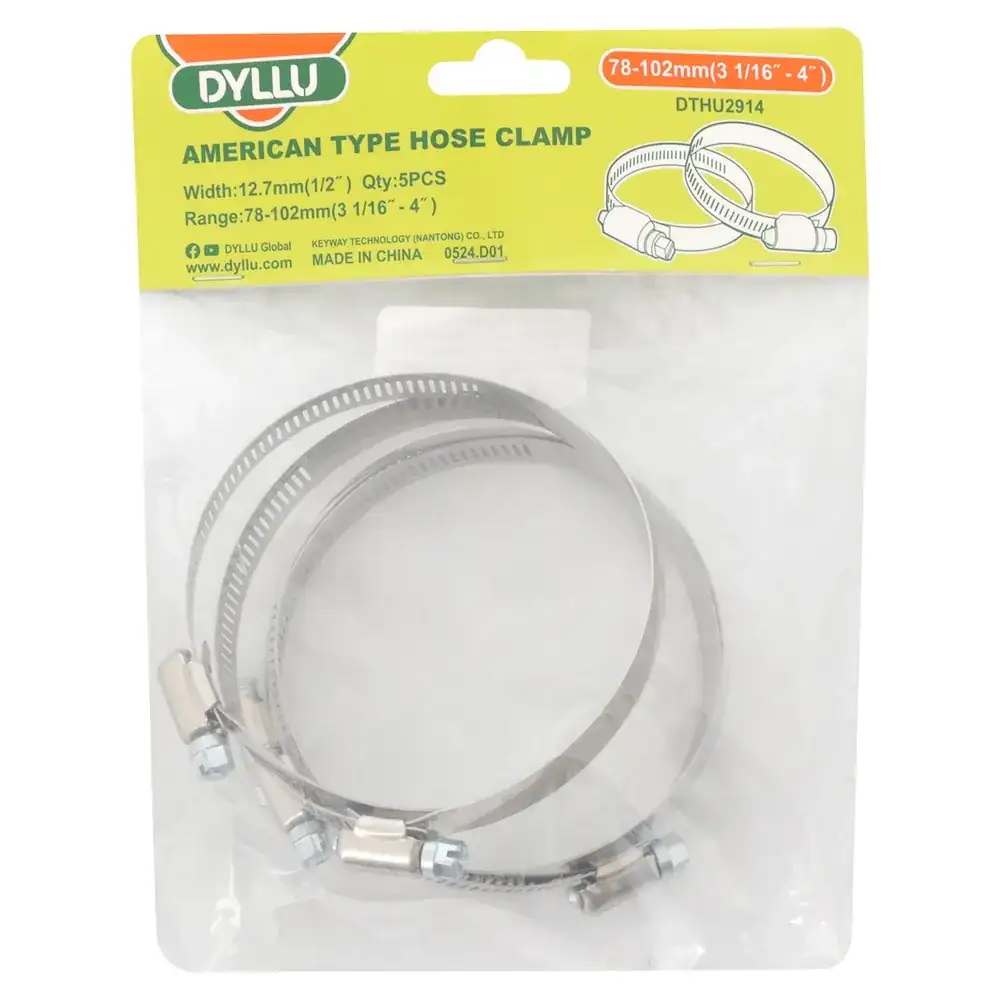 DYLLU
78-102mm(3 1/16˝ - 4˝)
DTHU2914
AMERICAN TYPE HOSE CLAMP
Width:12.7mm(1/2˝) Qty:5PCS
Range:78-102mm(3 1/16˝ - 4˝)
DYLLU Global KEYWAY TECHNOLOGY (NANTONG) CO., LTD
www.dyllu.com MADE IN CHINA 0524.D01